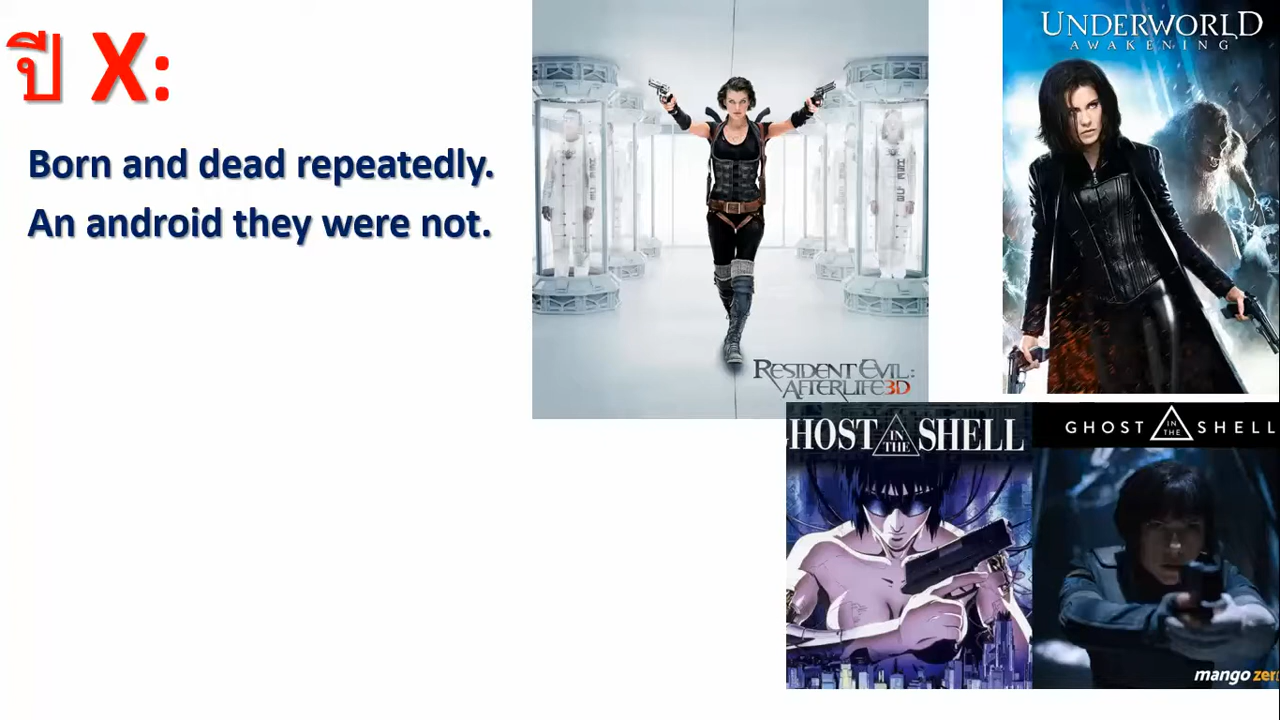 ปี X:
Born and dead repeatedly.
An android they were not.
RESIDENT EVIL:
AFTERLIFE3D
UNDERWORLD
AWAKENING
HOST IN THE SHELL
GHOST IN THE SHELL
mango zer